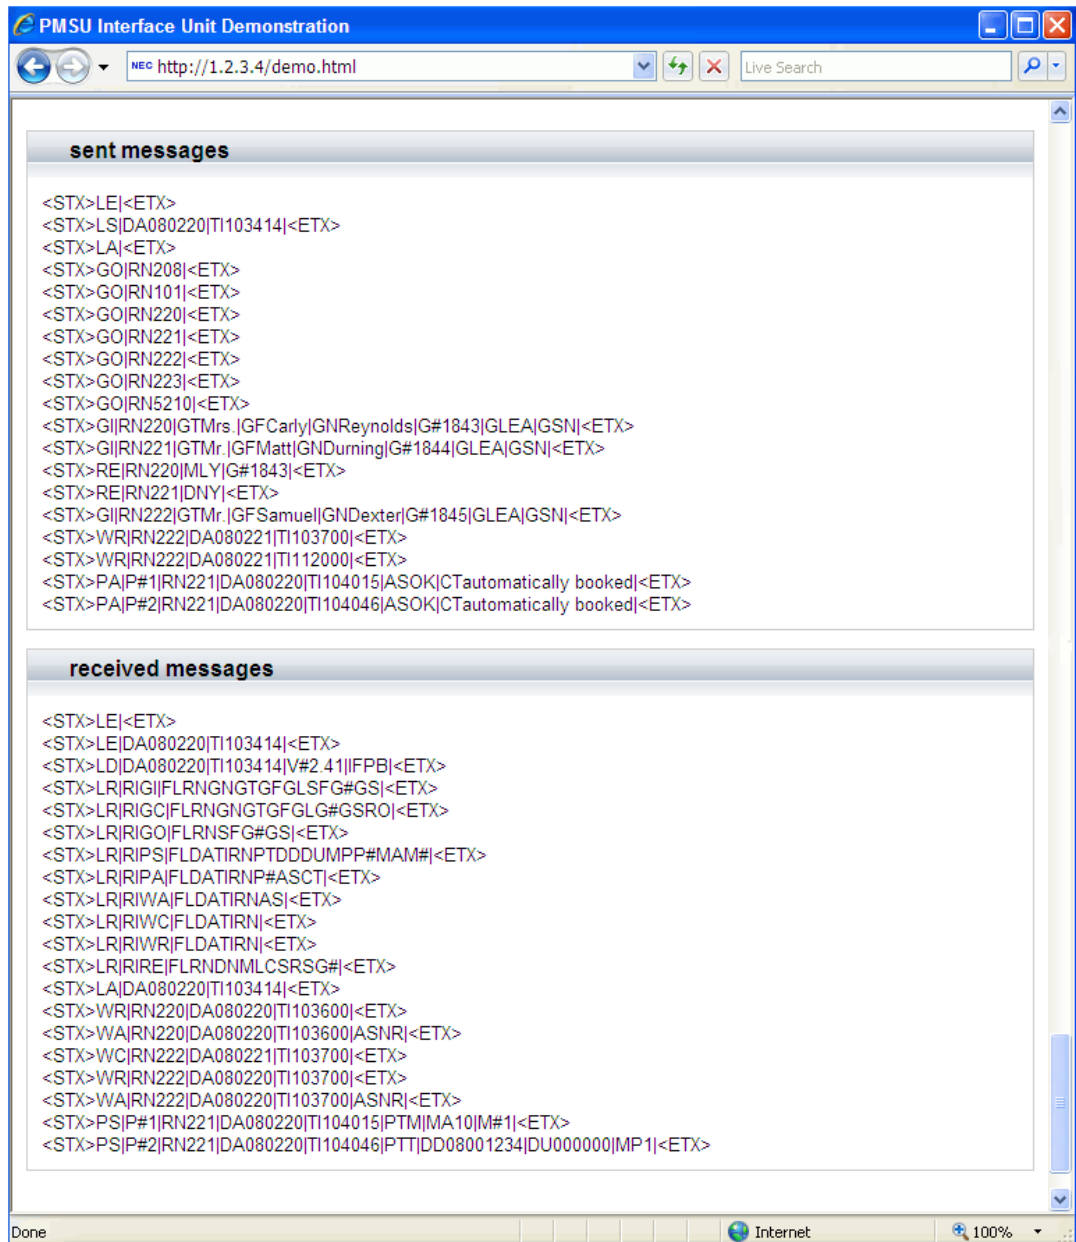 PMSU Interface Unit Demonstration
NEC http://1.2.3.4/demo.html Live Search
sent messages
<STX>LE|<ETX>
<STX>LS|DA080220|TI103414|<ETX>
<STX>LA|<ETX>
<STX>GO|RN208|<ETX>
<STX>GO|RN101|<ETX>
<STX>GO|RN220|<ETX>
<STX>GO|RN221|<ETX>
<STX>GO|RN222|<ETX>
<STX>GO|RN223|<ETX>
<STX>GO|RN5210|<ETX>
<STX>GI|RN220|GTMrs.|GFCarly|GNReynolds|G#1843|GLEA|GSN|<ETX>
<STX>GI|RN221|GTMr.|GFMatt|GNDurning|G#1844|GLEA|GSN|<ETX>
<STX>RE|RN220|MLY|G#1843|<ETX>
<STX>RE|RN221|DNY|<ETX>
<STX>GI|RN222|GTMr.|GFSamuel|GNDexter|G#1845|GLEA|GSN|<ETX>
<STX>WR|RN222|DA080221|TI103700|<ETX>
<STX>WR|RN222|DA080221|TI112000|<ETX>
<STX>PA|P#1|RN221|DA080220|TI104015|ASOK|CTautomatically booked|<ETX>
<STX>PA|P#2|RN221|DA080220|TI104046|ASOK|CTautomatically booked|<ETX>
received messages
<STX>LE|<ETX>
<STX>LE|DA080220|TI103414|<ETX>
<STX>LD|DA080220|TI103414|V#2.41|IFPB|<ETX>
<STX>LR|RIGI|FLRNGNGTGFGLSFG#GS|<ETX>
<STX>LR|RIGC|FLRNGNGTGFGLG#GSRO|<ETX>
<STX>LR|RIGO|FLRNSFG#GS|<ETX>
<STX>LR|RIPS|FLDATIRNPTDDDUMPP#MAM#|<ETX>
<STX>LR|RIPA|FLDATIRNP#ASCT|<ETX>
<STX>LR|RIWA|FLDATIRNAS|<ETX>
<STX>LR|RIWC|FLDATIRN|<ETX>
<STX>LR|RIWR|FLDATIRN|<ETX>
<STX>LR|RIRE|FLRNDNMLCSRSG#|<ETX>
<STX>LA|DA080220|TI103414|<ETX>
<STX>WR|RN220|DA080220|TI103600|<ETX>
<STX>WA|RN220|DA080220|TI103600|ASNR|<ETX>
<STX>WC|RN222|DA080221|TI103700|<ETX>
<STX>WR|RN222|DA080220|TI103700|<ETX>
<STX>WA|RN222|DA080220|TI103700|ASNR|<ETX>
<STX>PS|P#1|RN221|DA080220|TI104015|PTM|MA10|M#1|<ETX>
<STX>PS|P#2|RN221|DA080220|TI104046|PTT|DD08001234|DU000000|MP1|<ETX>
Done Internet 100%